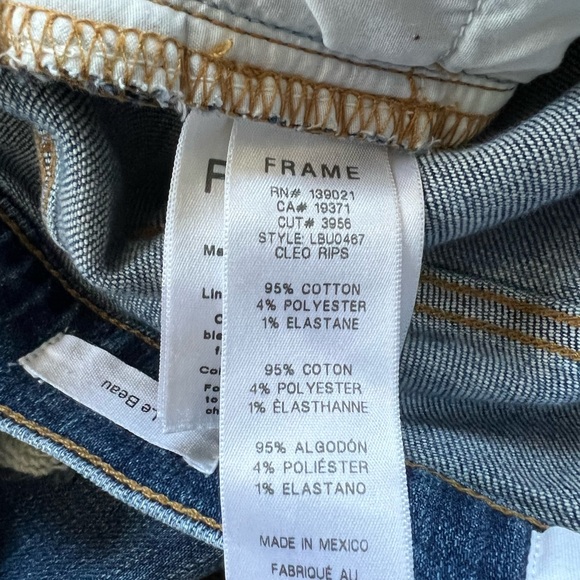 FRAME
RN# 139021
CA# 19371
CUT# 3956
STYLE: LBU0467
CLEO RIPS
95% COTTON
4% POLYESTER
1% ELASTANE
95% COTON
4% POLYESTER
1% ÉLASTHANNE
95% ALGODÓN
4% POLIÉSTER
1% ELASTANO
MADE IN MEXICO
FABRIQUÉ AU
Le Beau